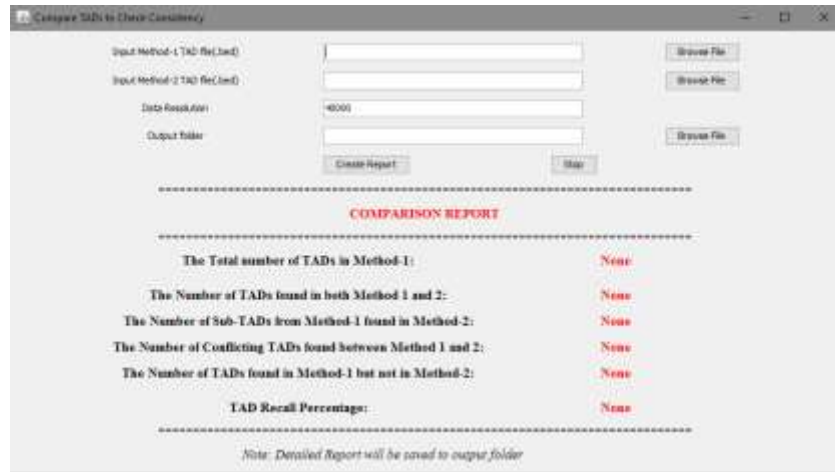 Compare TADs to Check Consistency
Input Method-1 TAD file(.bed) Browse File
Input Method-2 TAD file(.bed) Browse File
Data Resolution 40000
Output folder Browse File
Create Report Stop
COMPARISON REPORT
The Total number of TADs in Method-1: None
The Number of TADs found in both Method 1 and 2:
The Number of Sub-TADs from Method-1 found in Method-2: None
The Number of Conflicting TADs found between Method 1 and 2: None
The Number of TADs found in Method-1 but not in Method-2: None
TAD Recall Percentage: None
Note: Detailed Report will be saved to output folder